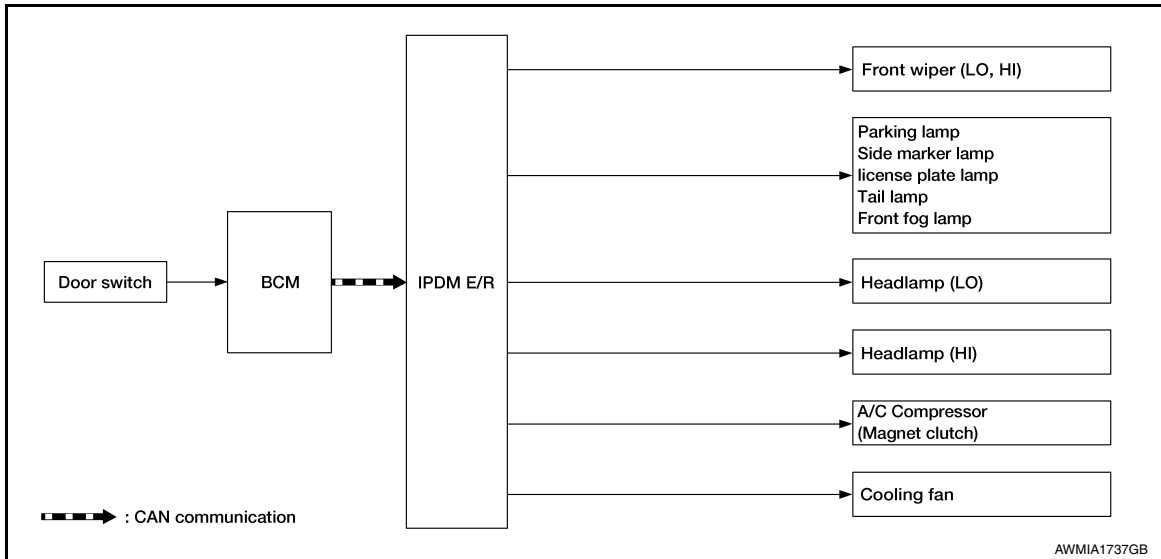 Door switch
BCM
IPDM E/R
Front wiper (LO, HI)
Parking lamp
Side marker lamp
license plate lamp
Tail lamp
Front fog lamp
Headlamp (LO)
Headlamp (HI)
A/C Compressor
(Magnet clutch)
Cooling fan
: CAN communication
AWMIA1737GB